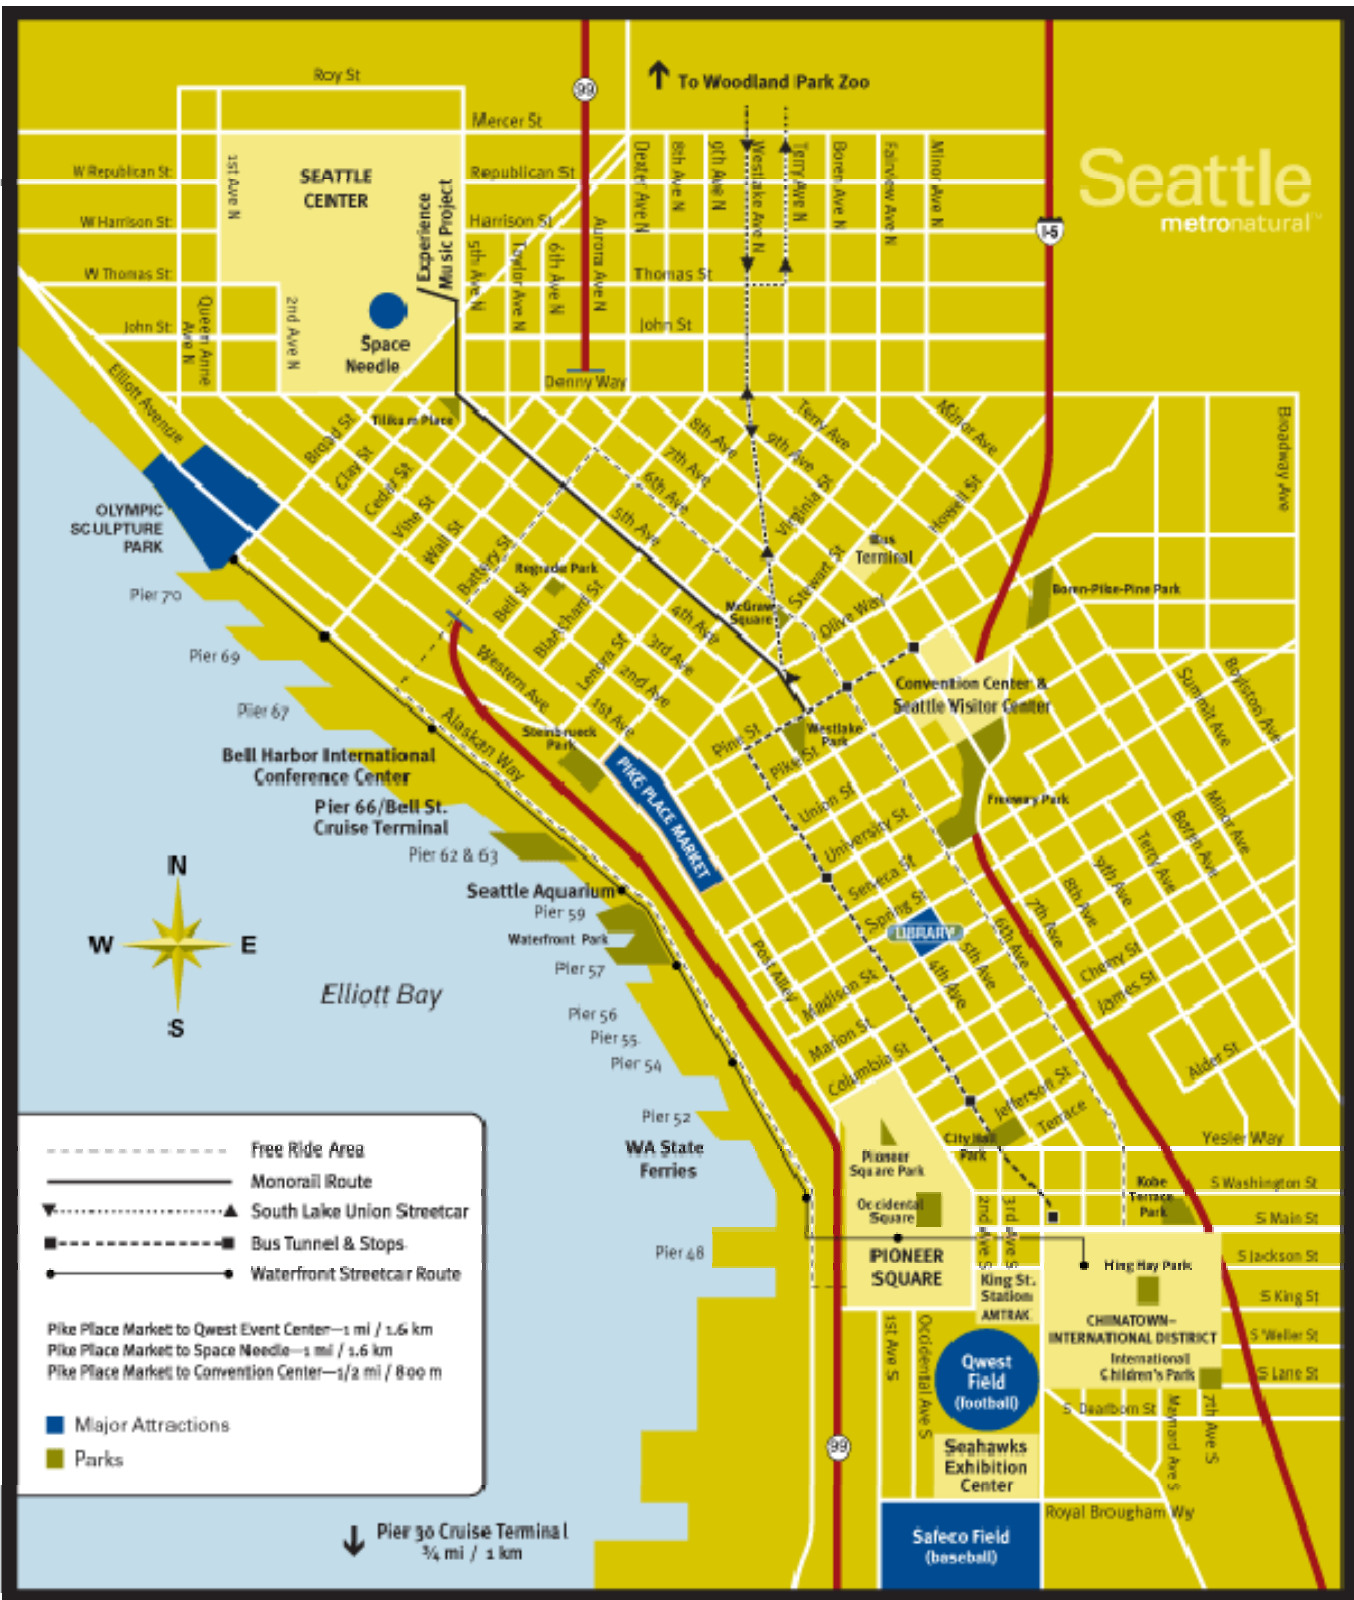 Roy St
99
To Woodland Park Zoo
Mercer St
Seattle
metronatural™
W Republican St
1st Ave N
SEATTLE
CENTER
Republican St
Dexter Ave N
8th Ave N
9th Ave N
Westlake Ave N
Terry Ave N
Boren Ave N
Fairview Ave N
Minor Ave N
Experience
Music Project
W Harrison St
Harrison St
Aurora Ave N
I-5
W Thomas St
5th Ave N
Taylor Ave N
6th Ave N
Thomas St
Queen Anne
Ave N
2nd Ave N
John St
John St
Space
Needle
Denny Way
Elliott Avenue
Tilikum Place
Broad St
Clay St
Cedar St
Vine St
Wall St
Battery St
Bell St
Blanchard St
Lenora St
Virginia St
Stewart St
Olive Way
Howell St
8th Ave
7th Ave
6th Ave
5th Ave
4th Ave
3rd Ave
2nd Ave
1st Ave
9th Ave
Terry Ave
Minor Ave
Broadway Ave
OLYMPIC
SCULPTURE
PARK
Bus
Terminal
Regrade Park
Boren-Pike-Pine Park
McGraw
Square
Pier 70
Pier 69
Pier 67
Western Ave
Alaskan Way
Steinbrueck
Park
Convention Center &
Seattle Visitor Center
Summit Ave
Boylston Ave
Pine St
Pike St
Westlake
Park
Bell Harbor International
Conference Center
PIKE PLACE MARKET
Union St
University St
Seneca St
Spring St
Freeway Park
Pier 66/Bell St.
Cruise Terminal
Pier 62 & 63
Minor Ave
Boren Ave
Terry Ave
9th Ave
8th Ave
7th Ave
6th Ave
5th Ave
4th Ave
LIBRARY
Seattle Aquarium
Pier 59
Waterfront Park
Pier 57
Post Alley
Madison St
Marion St
Columbia St
Cherry St
James St
N
W
E
S
Elliott Bay
Pier 56
Pier 55
Pier 54
Alder St
Jefferson St
Terrace
Pier 52
WA State
Ferries
City Hall
Park
Yesler Way
Pioneer
Square Park
Kobe
Terrace
Park
S Washington St
Occidental
Square
2nd Ave S
3rd Ave S
S Main St
Pier 48
PIONEER
SQUARE
S Jackson St
Hing Hay Park
King St.
Station
AMTRAK
S King St
CHINATOWN–
INTERNATIONAL DISTRICT
S Weller St
International
Children's Park
S Lane St
1st Ave S
Occidental Ave S
Qwest
Field
(football)
S Dearborn St
Maynard Ave S
7th Ave S
99
Seahawks
Exhibition
Center
Royal Brougham Wy
Safeco Field
(baseball)
Free Ride Area
Monorail Route
South Lake Union Streetcar
Bus Tunnel & Stops
Waterfront Streetcar Route
Pike Place Market to Qwest Event Center—1 mi / 1.6 km
Pike Place Market to Space Needle—1 mi / 1.6 km
Pike Place Market to Convention Center—1/2 mi / 800 m
Major Attractions
Parks
Pier 30 Cruise Terminal
¾ mi / 1 km